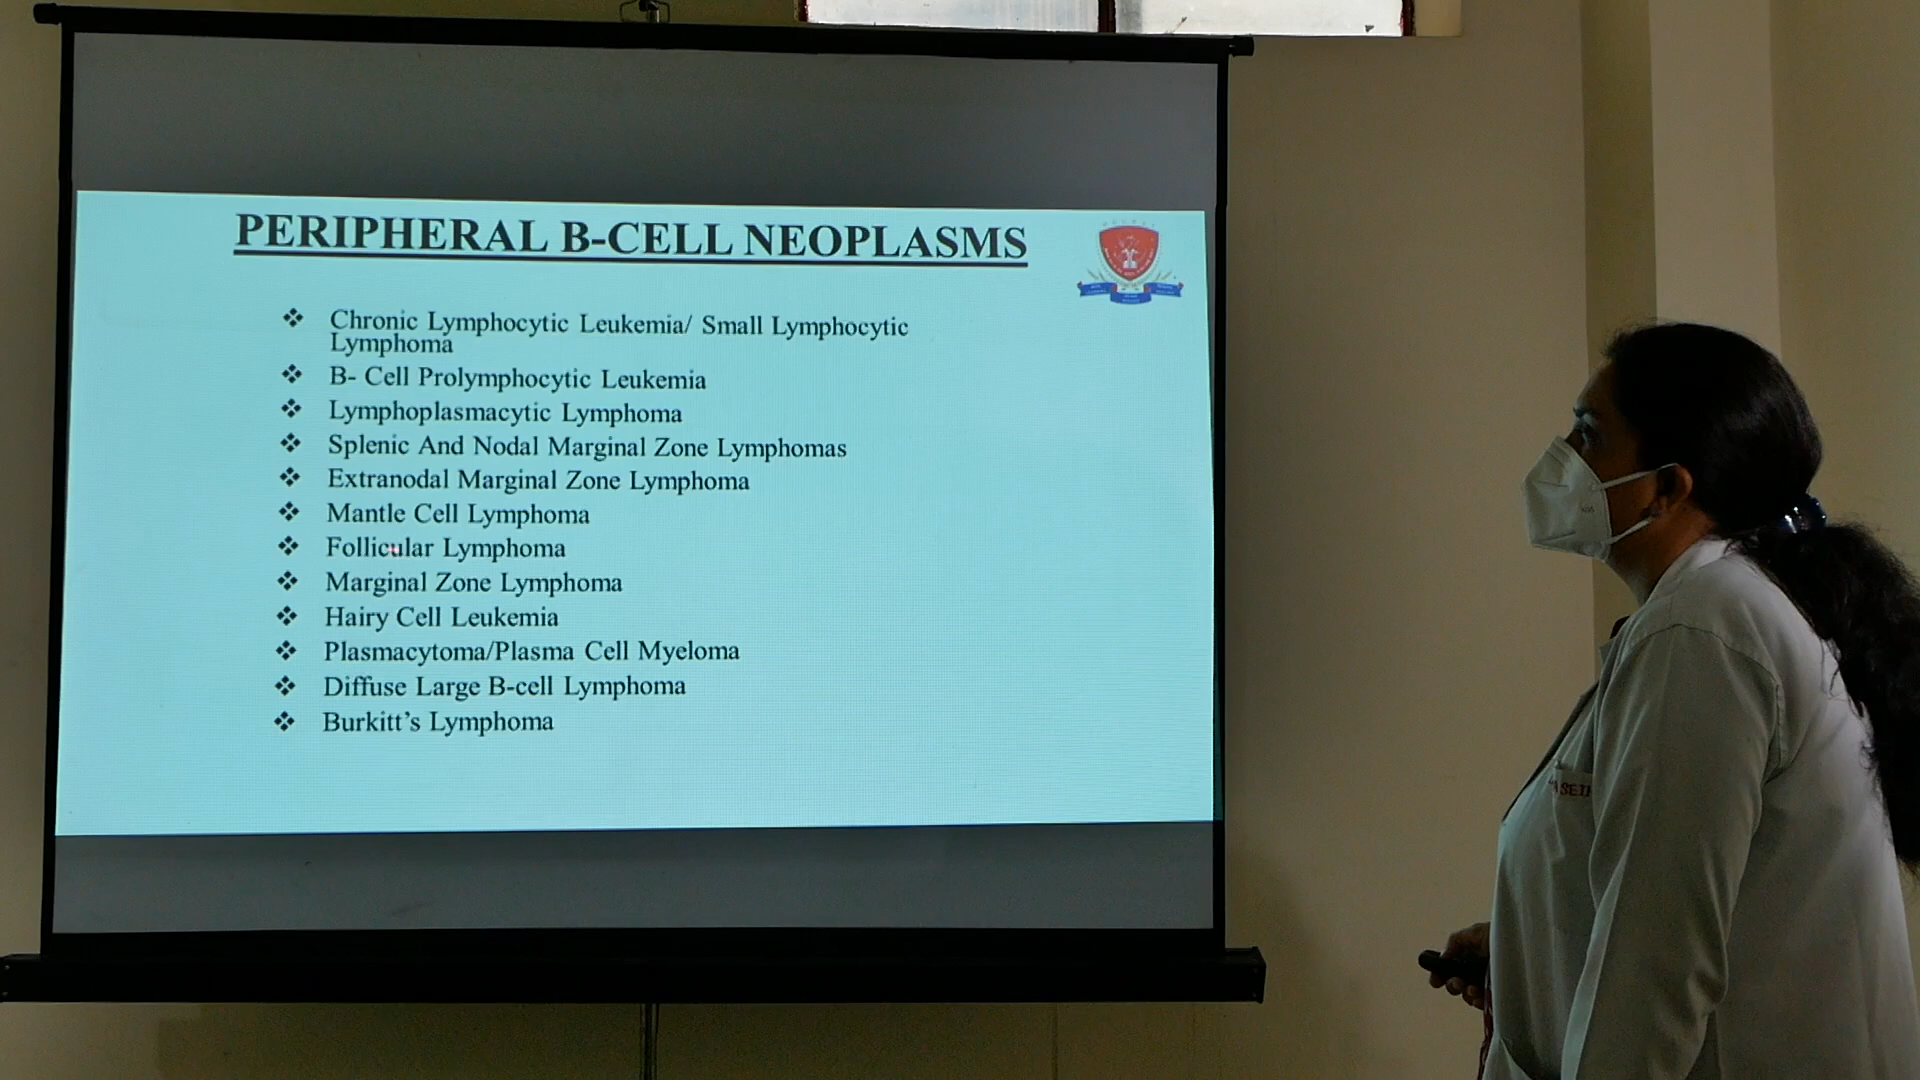 PERIPHERAL B-CELL NEOPLASMS
Chronic Lymphocytic Leukemia/ Small Lymphocytic
Lymphoma
B- Cell Prolymphocytic Leukemia
Lymphoplasmacytic Lymphoma
Splenic And Nodal Marginal Zone Lymphomas
Extranodal Marginal Zone Lymphoma
Mantle Cell Lymphoma
Follicular Lymphoma
Marginal Zone Lymphoma
Hairy Cell Leukemia
Plasmacytoma/Plasma Cell Myeloma
Diffuse Large B-cell Lymphoma
Burkitt's Lymphoma